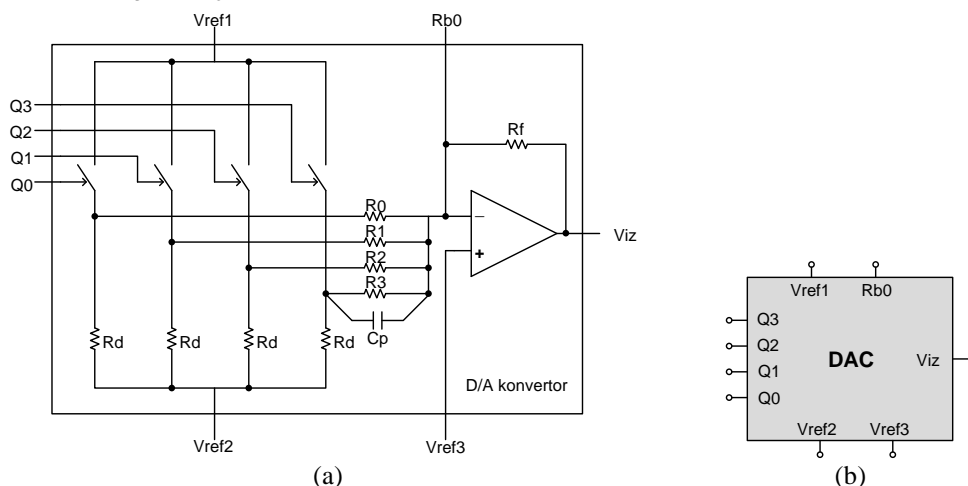 Vref1
Rb0
Q3
Q2
Q1
Q0
Rf
R0
R1
R2
R3
Cp
Viz
Rd
Rd
Rd
Rd
D/A konvertor
Vref2
Vref3
(a)
Vref1
Rb0
Q3
Q2
Q1
Q0
DAC
Viz
Vref2
Vref3
(b)